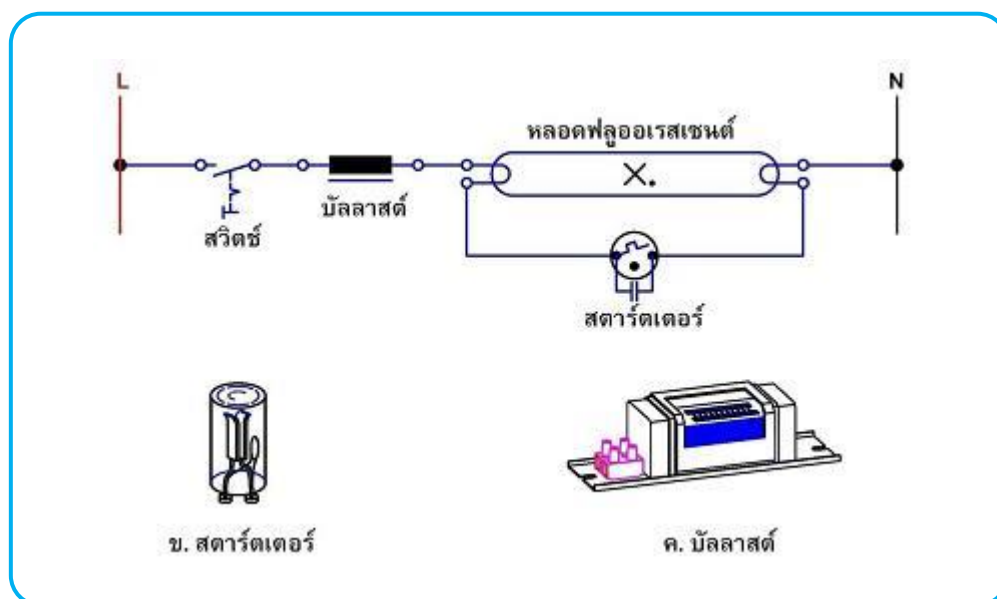 L
N
หลอดฟลูออเรสเซนต์
X.
บัลลาสต์
สวิตช์
สตาร์ตเตอร์
ข. สตาร์ตเตอร์
ค. บัลลาสต์